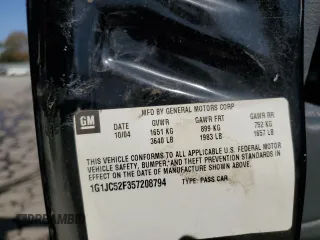 MFD BY GENERAL MOTORS CORP
GM DATE GVWR GAWR FRT GAWR RR
10/04 1651 KG 899 KG 752 KG
3640 LB 1983 LB 1657 LB
THIS VEHICLE CONFORMS TO ALL APPLICABLE U.S. FEDERAL MOTOR
VEHICLE SAFETY, BUMPER, AND THEFT PREVENTION STANDARDS IN
EFFECT ON THE DATE OF MANUFACTURE SHOWN ABOVE.
1G1JC52F357208794 TYPE: PASS CAR